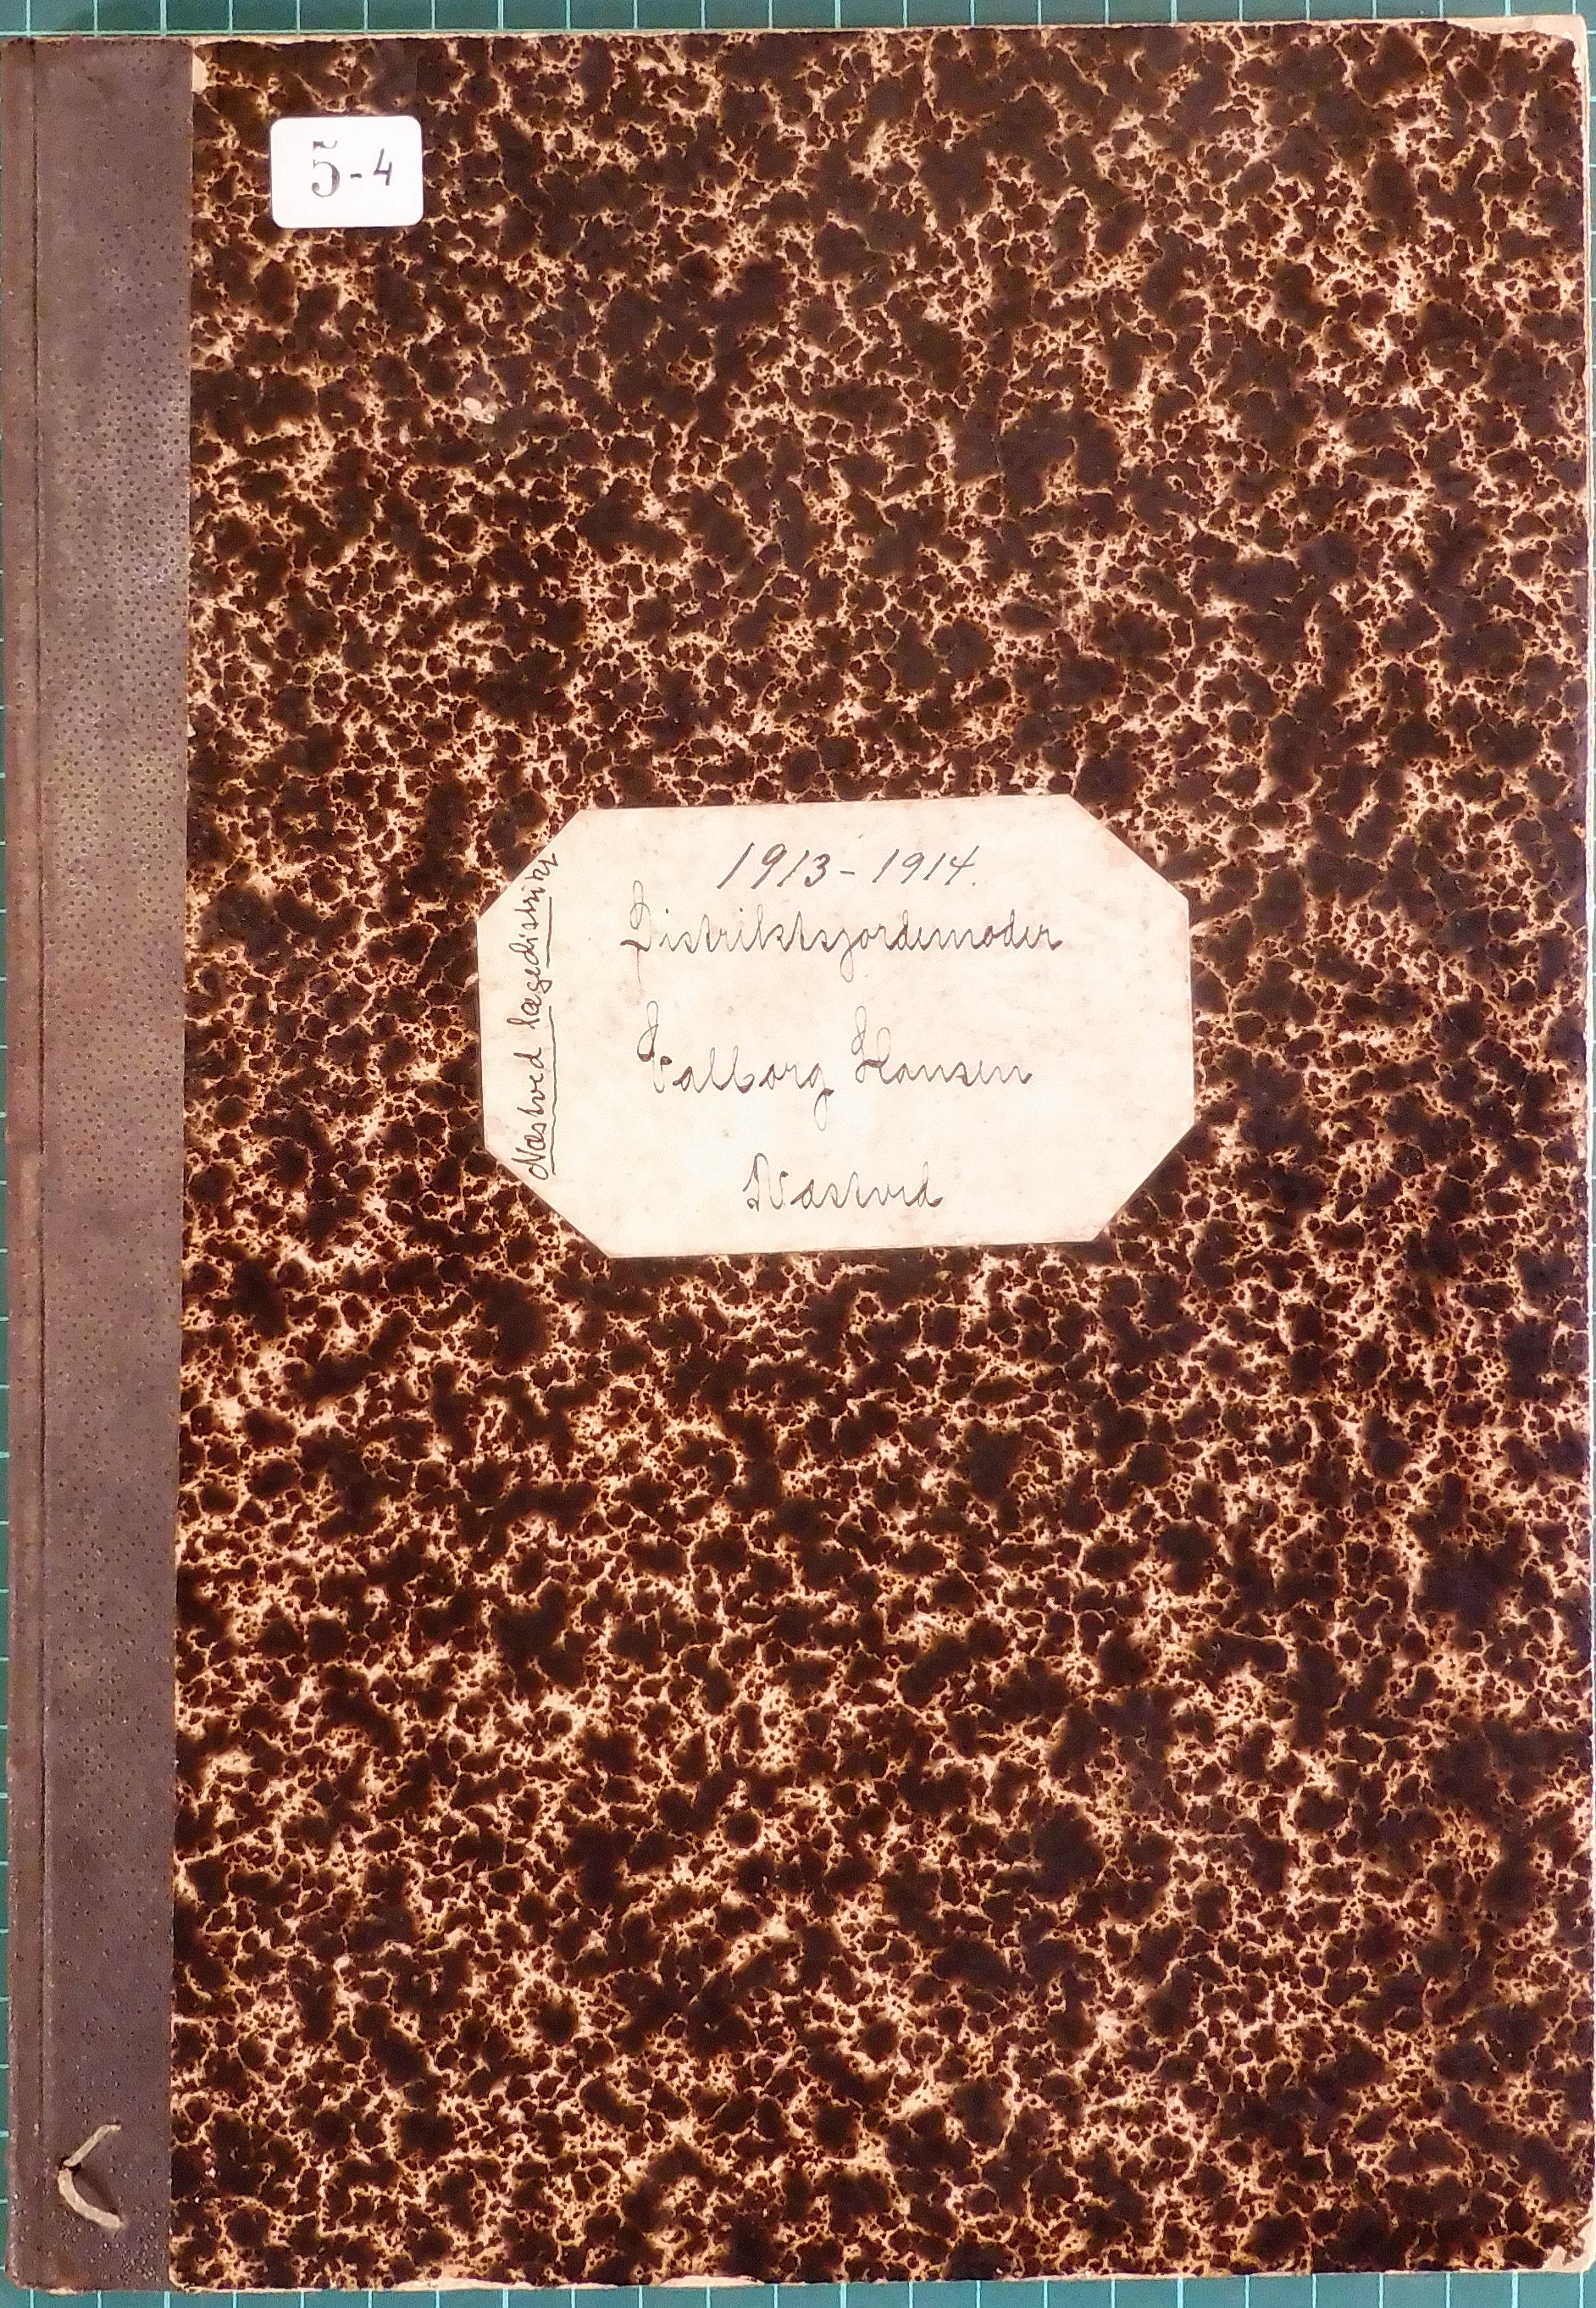 5-4
1913-1914.
Distriktsjordemoder
Valborg Hansen
Næstved
Næstved lægedistrikt